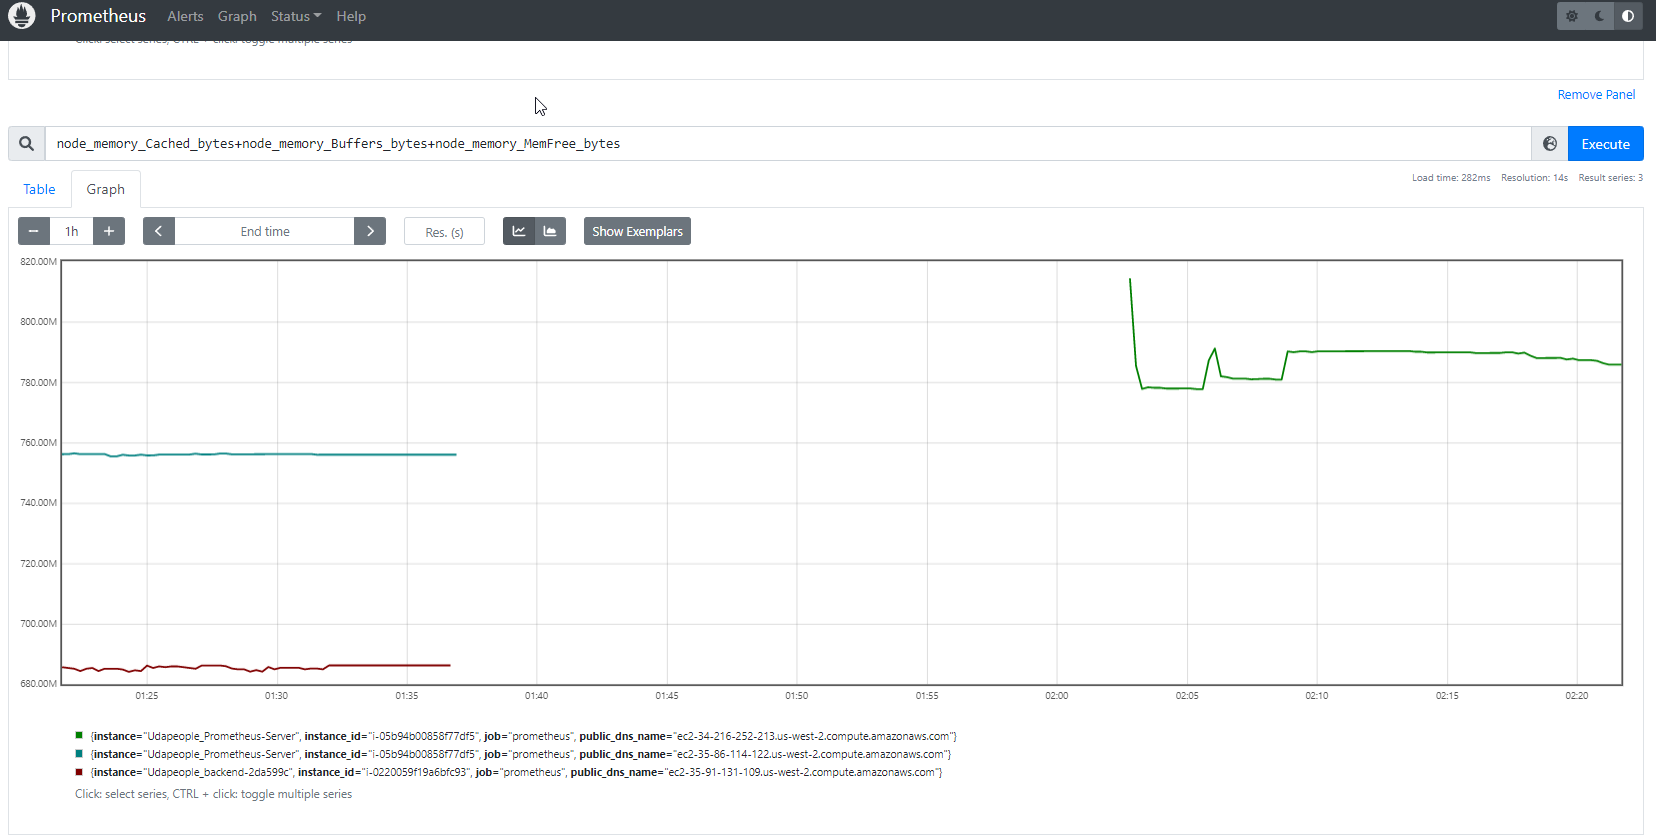 Prometheus Alerts Graph Status Help
Click: select series, CTRL + click: toggle multiple series
Remove Panel
node_memory_Cached_bytes+node_memory_Buffers_bytes+node_memory_MemFree_bytes Execute
Load time: 282ms Resolution: 14s Result series: 3
Table Graph
1h End time Res. (s) Show Exemplars
820.00M
800.00M
780.00M
760.00M
740.00M
720.00M
700.00M
680.00M
01:25 01:30 01:35 01:40 01:45 01:50 01:55 02:00 02:05 02:10 02:15 02:20
{instance="Udapeople_Prometheus-Server", instance_id="i-05b94b00858f77df5", job="prometheus", public_dns_name="ec2-34-216-252-213.us-west-2.compute.amazonaws.com"}
{instance="Udapeople_Prometheus-Server", instance_id="i-05b94b00858f77df5", job="prometheus", public_dns_name="ec2-35-86-114-122.us-west-2.compute.amazonaws.com"}
{instance="Udapeople_backend-2da599c", instance_id="i-0220059f19a6bfc93", job="prometheus", public_dns_name="ec2-35-91-131-109.us-west-2.compute.amazonaws.com"}
Click: select series, CTRL + click: toggle multiple series